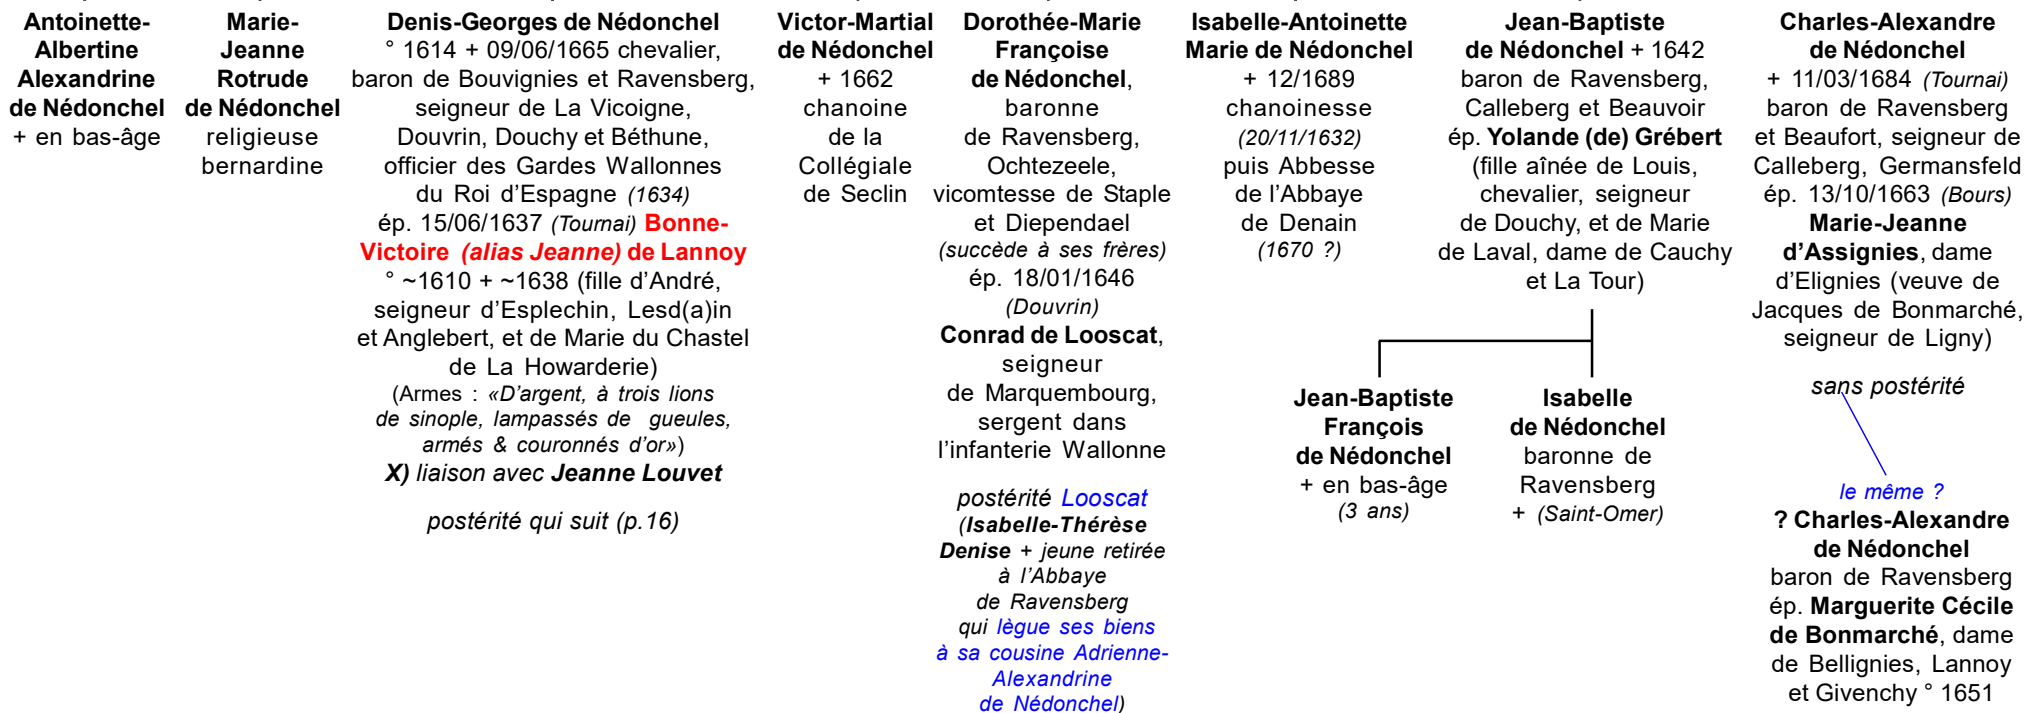 Antoinette-
Albertine
Alexandrine
de Nédonchel
+ en bas-âge
Marie-
Jeanne
Rotrude
de Nédonchel
religieuse
bernardine
Denis-Georges de Nédonchel
° 1614 + 09/06/1665 chevalier,
baron de Bouvignies et Ravensberg,
seigneur de La Vicoigne,
Douvrin, Douchy et Béthune,
officier des Gardes Wallonnes
du Roi d'Espagne (1634)
ép. 15/06/1637 (Tournai) Bonne-
Victoire (alias Jeanne) de Lannoy
° ~1610 + ~1638 (fille d'André,
seigneur d'Esplechin, Lesd(a)in
et Anglebert, et de Marie du Chastel
de La Howarderie)
(Armes : «D'argent, à trois lions
de sinople, lampassés de gueules,
armés & couronnés d'or»)
X) liaison avec Jeanne Louvet
postérité qui suit (p.16)
Victor-Martial
de Nédonchel
+ 1662
chanoine
de la
Collégiale
de Seclin
Dorothée-Marie
Françoise
de Nédonchel,
baronne
de Ravensberg,
Ochtezeele,
vicomtesse de Staple
et Diependael
(succède à ses frères)
ép. 18/01/1646
(Douvrin)
Conrad de Looscat,
seigneur
de Marquembourg,
sergent dans
l'infanterie Wallonne
postérité Looscat
(Isabelle-Thérèse
Denise + jeune retirée
à l'Abbaye
de Ravensberg
qui lègue ses biens
à sa cousine Adrienne-
Alexandrine
de Nédonchel)
Isabelle-Antoinette
Marie de Nédonchel
+ 12/1689
chanoinesse
(20/11/1632)
puis Abbesse
de l'Abbaye
de Denain
(1670 ?)
Jean-Baptiste
de Nédonchel + 1642
baron de Ravensberg,
Calleberg et Beauvoir
ép. Yolande (de) Grébert
(fille aînée de Louis,
chevalier, seigneur
de Douchy, et de Marie
de Laval, dame de Cauchy
et La Tour)
Jean-Baptiste
François
de Nédonchel
+ en bas-âge
(3 ans)
Isabelle
de Nédonchel
baronne de
Ravensberg
+ (Saint-Omer)
Charles-Alexandre
de Nédonchel
+ 11/03/1684 (Tournai)
baron de Ravensberg
et Beaufort, seigneur de
Calleberg, Germansfeld
ép. 13/10/1663 (Bours)
Marie-Jeanne
d'Assignies, dame
d'Elignies (veuve de
Jacques de Bonmarché,
seigneur de Ligny)
sans postérité
le même ?
? Charles-Alexandre
de Nédonchel
baron de Ravensberg
ép. Marguerite Cécile
de Bonmarché, dame
de Bellignies, Lannoy
et Givenchy ° 1651